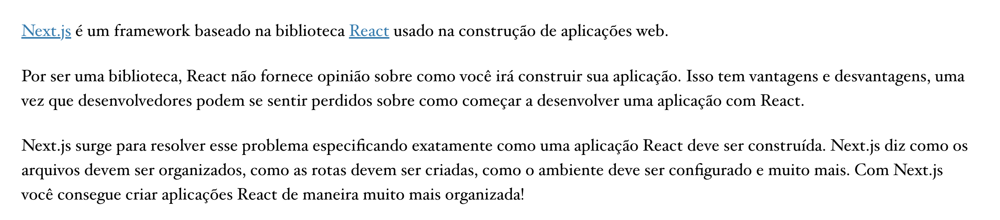 Next.js é um framework baseado na biblioteca React usado na construção de aplicações web.
Por ser uma biblioteca, React não fornece opinião sobre como você irá construir sua aplicação. Isso tem vantagens e desvantagens, uma
vez que desenvolvedores podem se sentir perdidos sobre como começar a desenvolver uma aplicação com React.
Next.js surge para resolver esse problema especificando exatamente como uma aplicação React deve ser construída. Next.js diz como os
arquivos devem ser organizados, como as rotas devem ser criadas, como o ambiente deve ser configurado e muito mais. Com Next.js
você consegue criar aplicações React de maneira muito mais organizada!